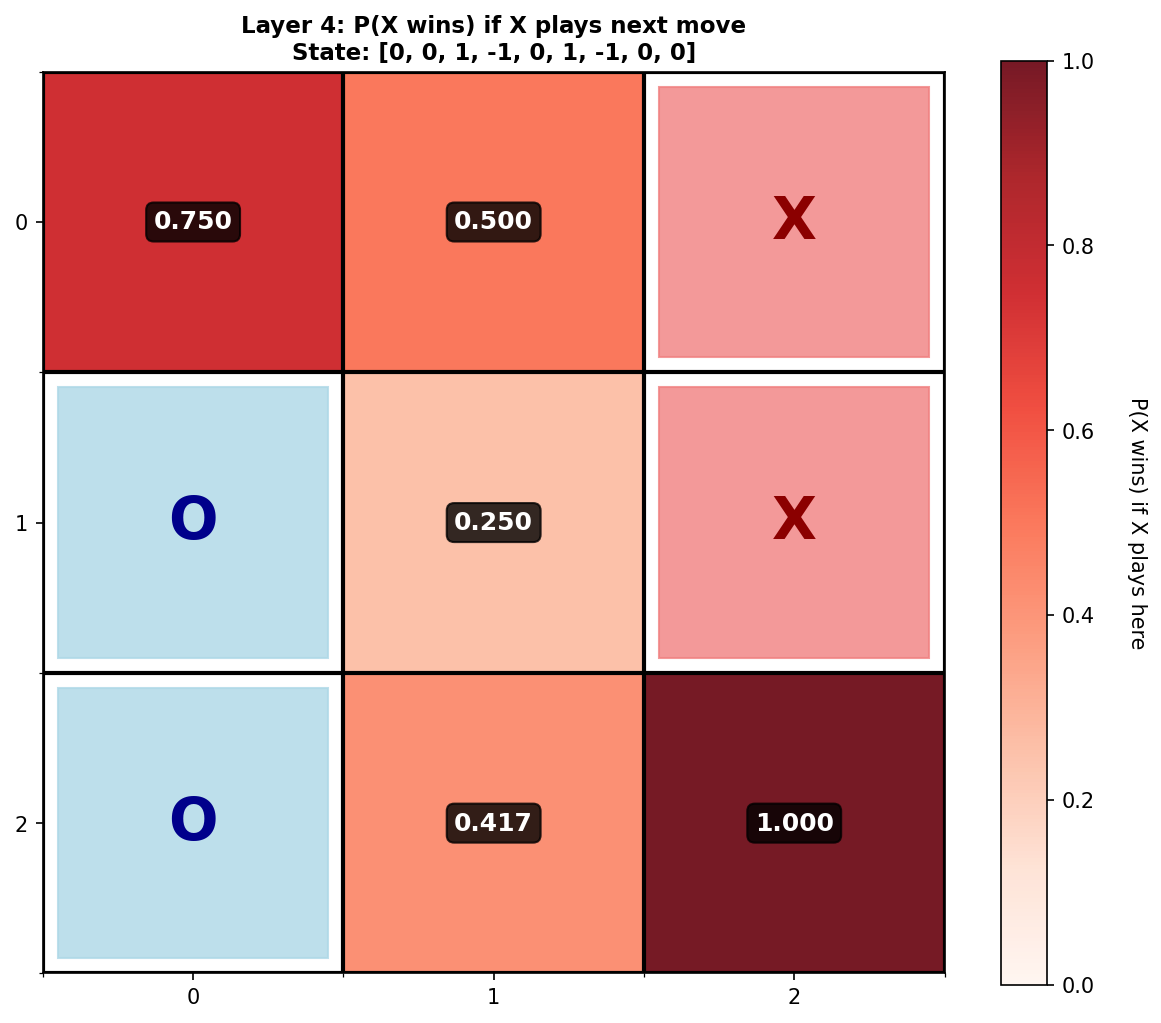 Layer 4: P(X wins) if X plays next move
State: [0, 0, 1, -1, 0, 1, -1, 0, 0]
0
0.750
0.500
X
1
O
0.250
X
2
O
0.417
1.000
0
1
2
1.0
0.8
0.6
0.4
0.2
0.0
P(X wins) if X plays here